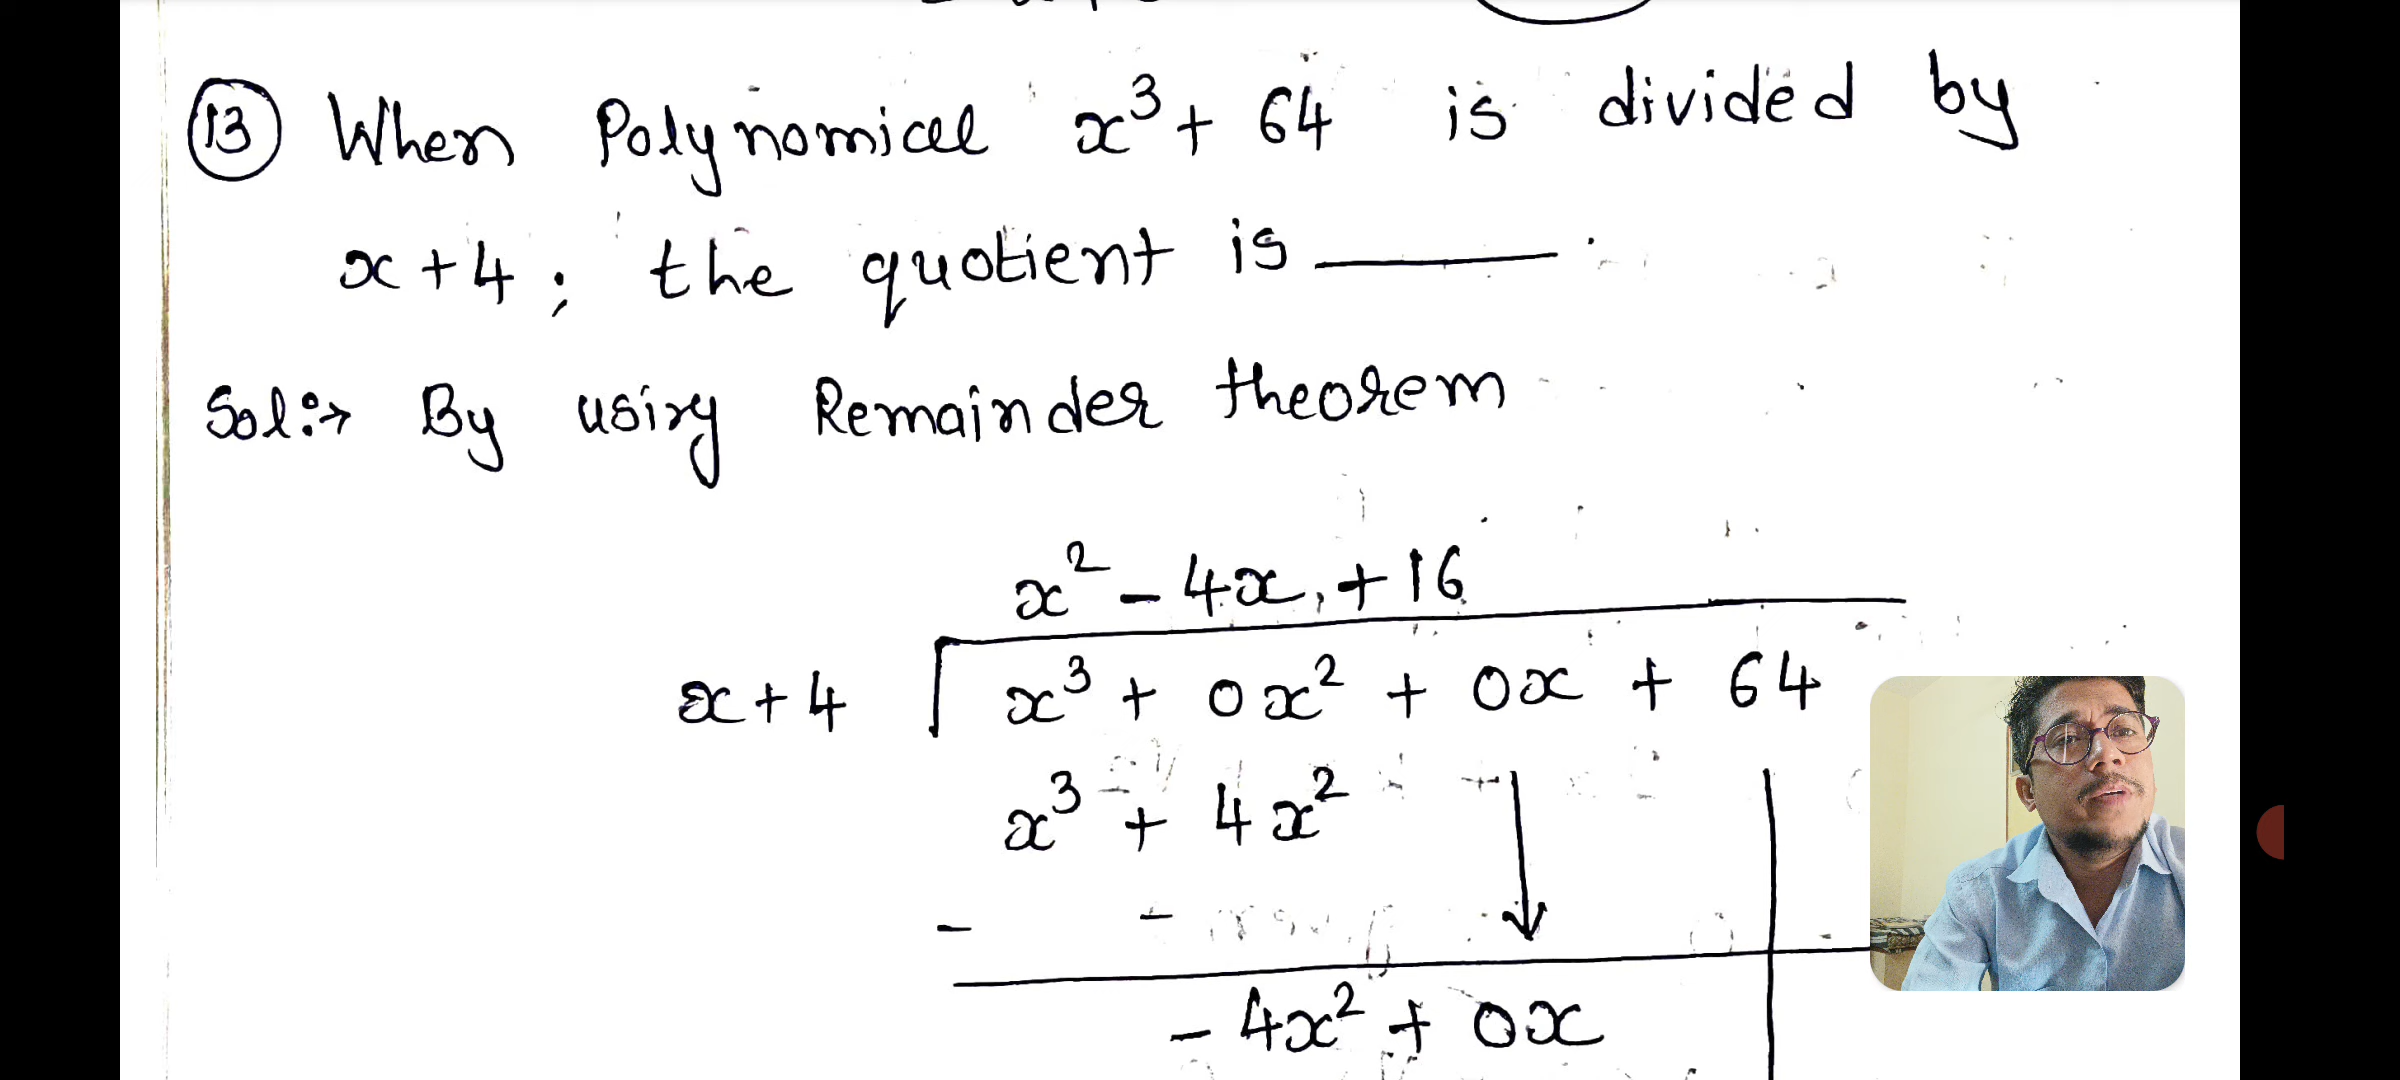 13 When Polynomial x³ + 64 is divided by
x + 4; the quotient is ______.
Sol:→ By using Remainder theorem
x² - 4x + 16
x + 4 x³ + 0x² + 0x + 64
x³ + 4x²
- -
- 4x² + 0x